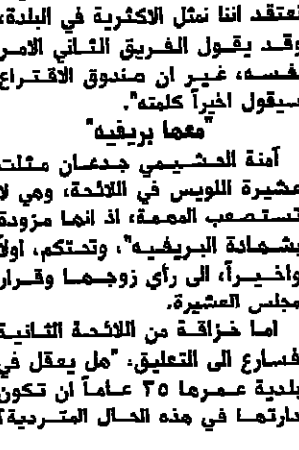 نعتقد اننا نمثل الاكثرية في البلدة،
وقد يقول الفريق الثاني الامر
نفسه، غير ان صندوق الاقتراع
سيقول اخيراً كلمته".
"معها بريفيه"
آمنة الحشيمي جدعان مثلت
عشيرة اللويس في اللائحة، وهي لا
تستصعب المهمة، اذ انها مزودة
بشهادة البريفيه"، وتحتكم، اولاً
واخيراً، الى رأي زوجها وقرار
مجلس العشيرة.
اما خزاقة من اللائحة الثانية
فسارع الى التعليق: "هل يعقل في
بلدية عمرها ٢٥ عاماً ان تكون
دارتها في هذه الحال المتردية؟